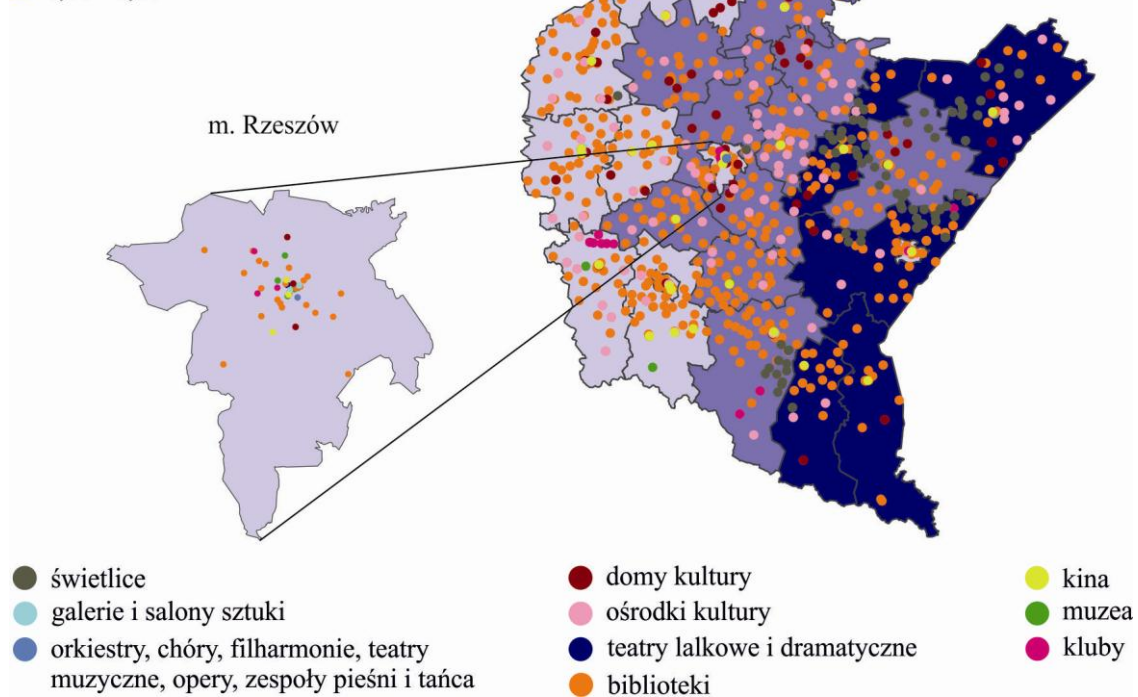 m. Rzeszów
świetlice
galerie i salony sztuki
orkiestry, chóry, filharmonie, teatry
muzyczne, opery, zespoły pieśni i tańca
domy kultury
ośrodki kultury
teatry lalkowe i dramatyczne
biblioteki
kina
muzea
kluby